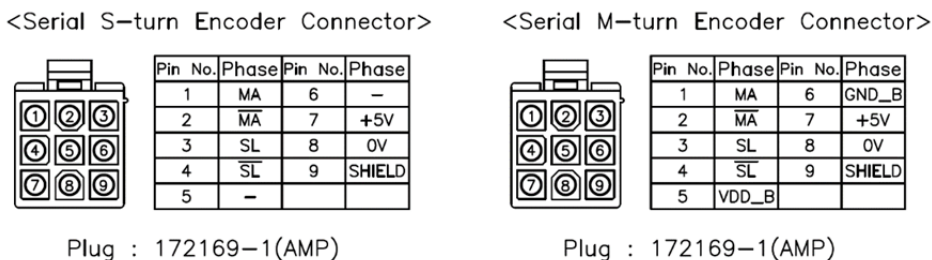 <Serial S-turn Encoder Connector>
Pin No. Phase Pin No. Phase
1 MA 6 –
2 M̅A̅ 7 +5V
3 SL 8 0V
4 S̅L̅ 9 SHIELD
5 –
① ② ③
④ ⑤ ⑥
⑦ ⑧ ⑨
Plug : 172169-1(AMP)
<Serial M-turn Encoder Connector>
Pin No. Phase Pin No. Phase
1 MA 6 GND_B
2 M̅A̅ 7 +5V
3 SL 8 0V
4 S̅L̅ 9 SHIELD
5 VDD_B
① ② ③
④ ⑤ ⑥
⑦ ⑧ ⑨
Plug : 172169-1(AMP)